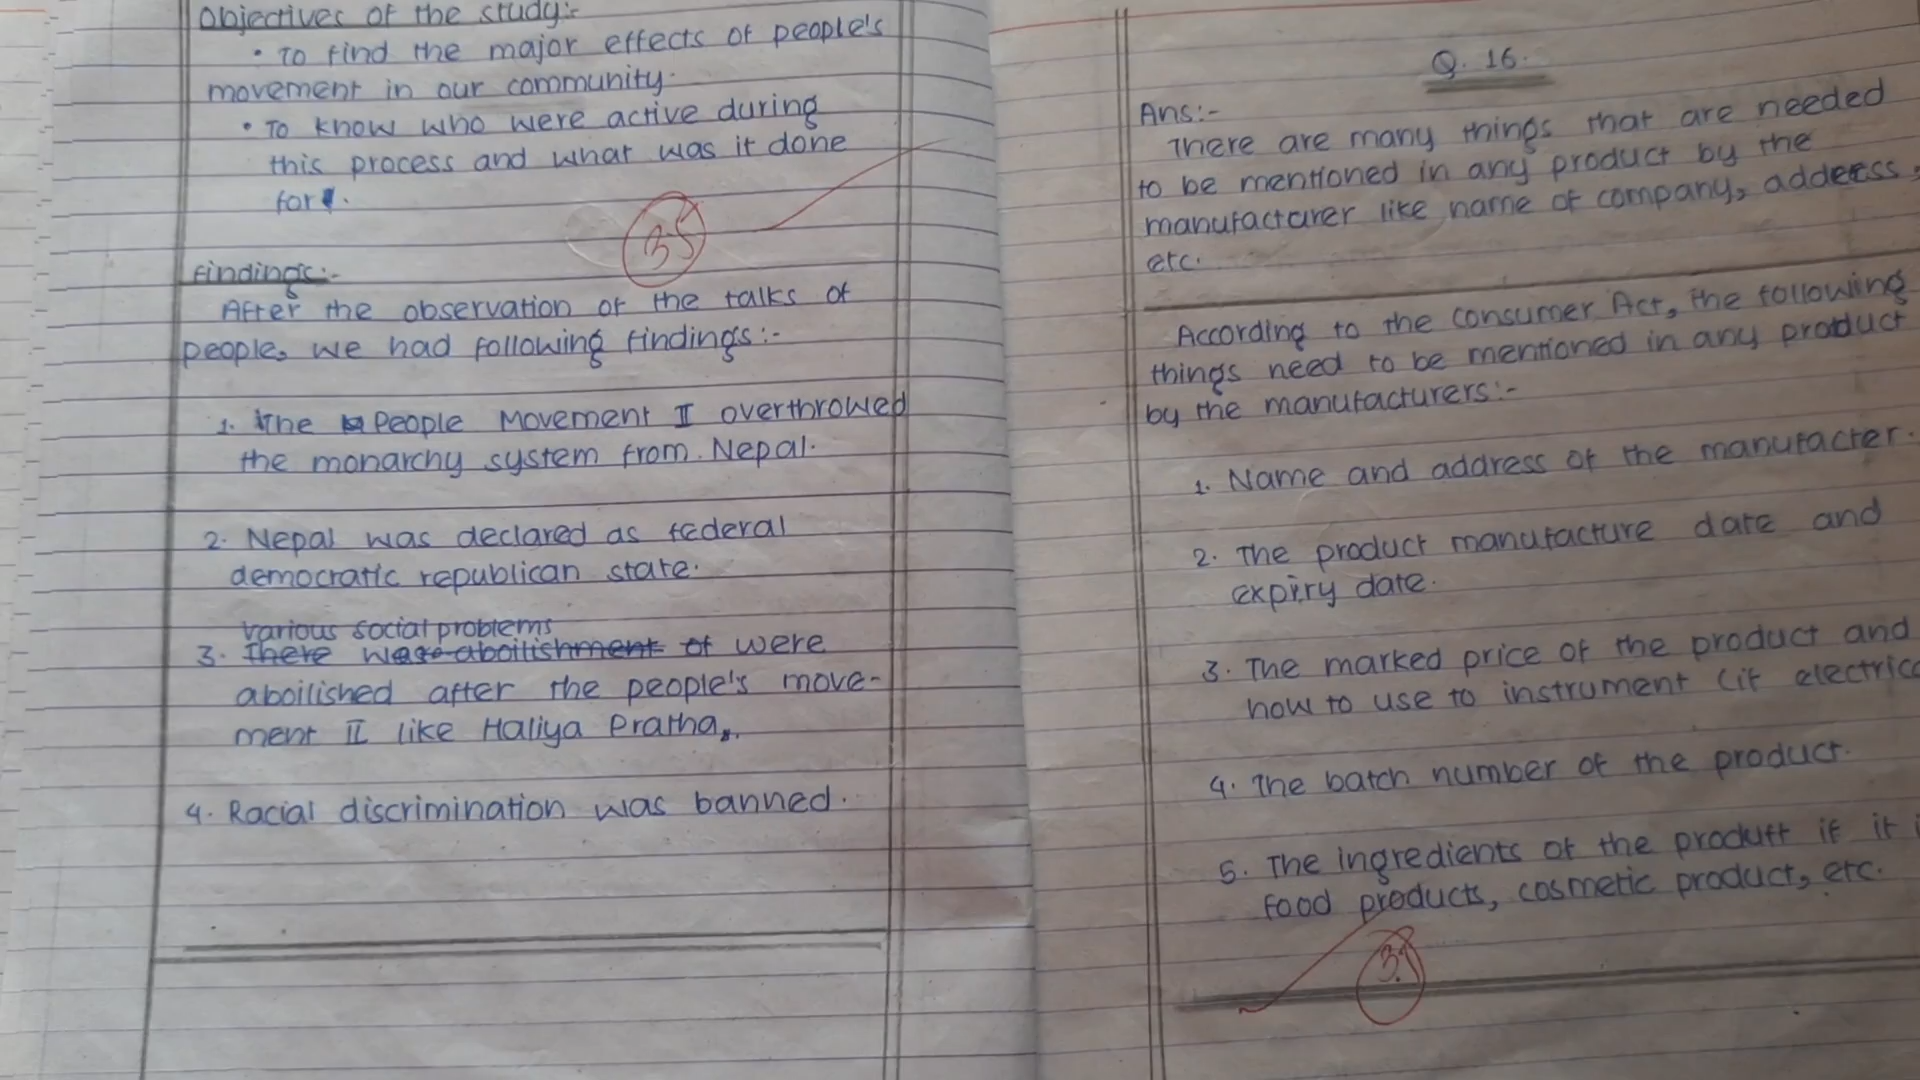 Objectives of the study:-
• To find the major effects of people's
movement in our community.
• To know who were active during
this process and what was it done
for.
35
Findings:-
After the observation of the talks of
people, we had following findings:-
1. The People Movement II overthrowed
the monarchy system from Nepal.
2. Nepal was declared as federal
democratic republican state.
various social problems
3. There aboilishment of were
aboilished after the people's move-
ment II like Haliya Pratha,.
4. Racial discrimination was banned.
Q. 16.
Ans:-
There are many things that are needed
to be mentioned in any product by the
manufacturer like name of company, address,
etc.
According to the consumer Act, the following
things need to be mentioned in any product
by the manufacturers:-
1. Name and address of the manufacter.
2. The product manufacture date and
expiry date.
3. The marked price of the product and
how to use to instrument (if electric
4. The batch number of the product.
5. The ingredients of the product if it
food products, cosmetic product, etc.